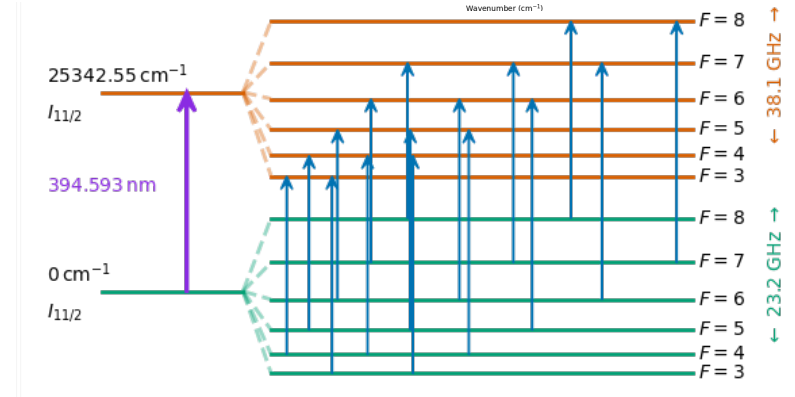 Wavenumber (cm⁻¹)
25342.55 cm⁻¹
I₁₁/₂
394.593 nm
0 cm⁻¹
I₁₁/₂
F = 8
F = 7
F = 6
F = 5
F = 4
F = 3
F = 8
F = 7
F = 6
F = 5
F = 4
F = 3
← 38.1 GHz →
← 23.2 GHz →